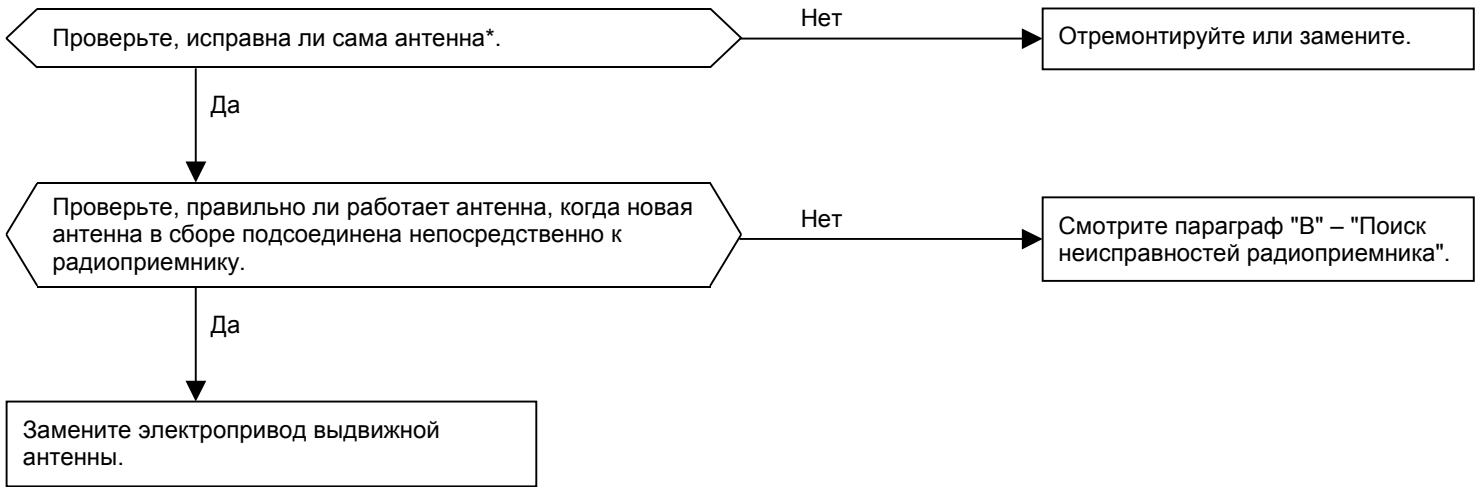 Проверьте, исправна ли сама антенна*.
Нет
Отремонтируйте или замените.
Да
Проверьте, правильно ли работает антенна, когда новая
антенна в сборе подсоединена непосредственно к
радиоприемнику.
Нет
Смотрите параграф "В" – "Поиск
неисправностей радиоприемника".
Да
Замените электропривод выдвижной
антенны.